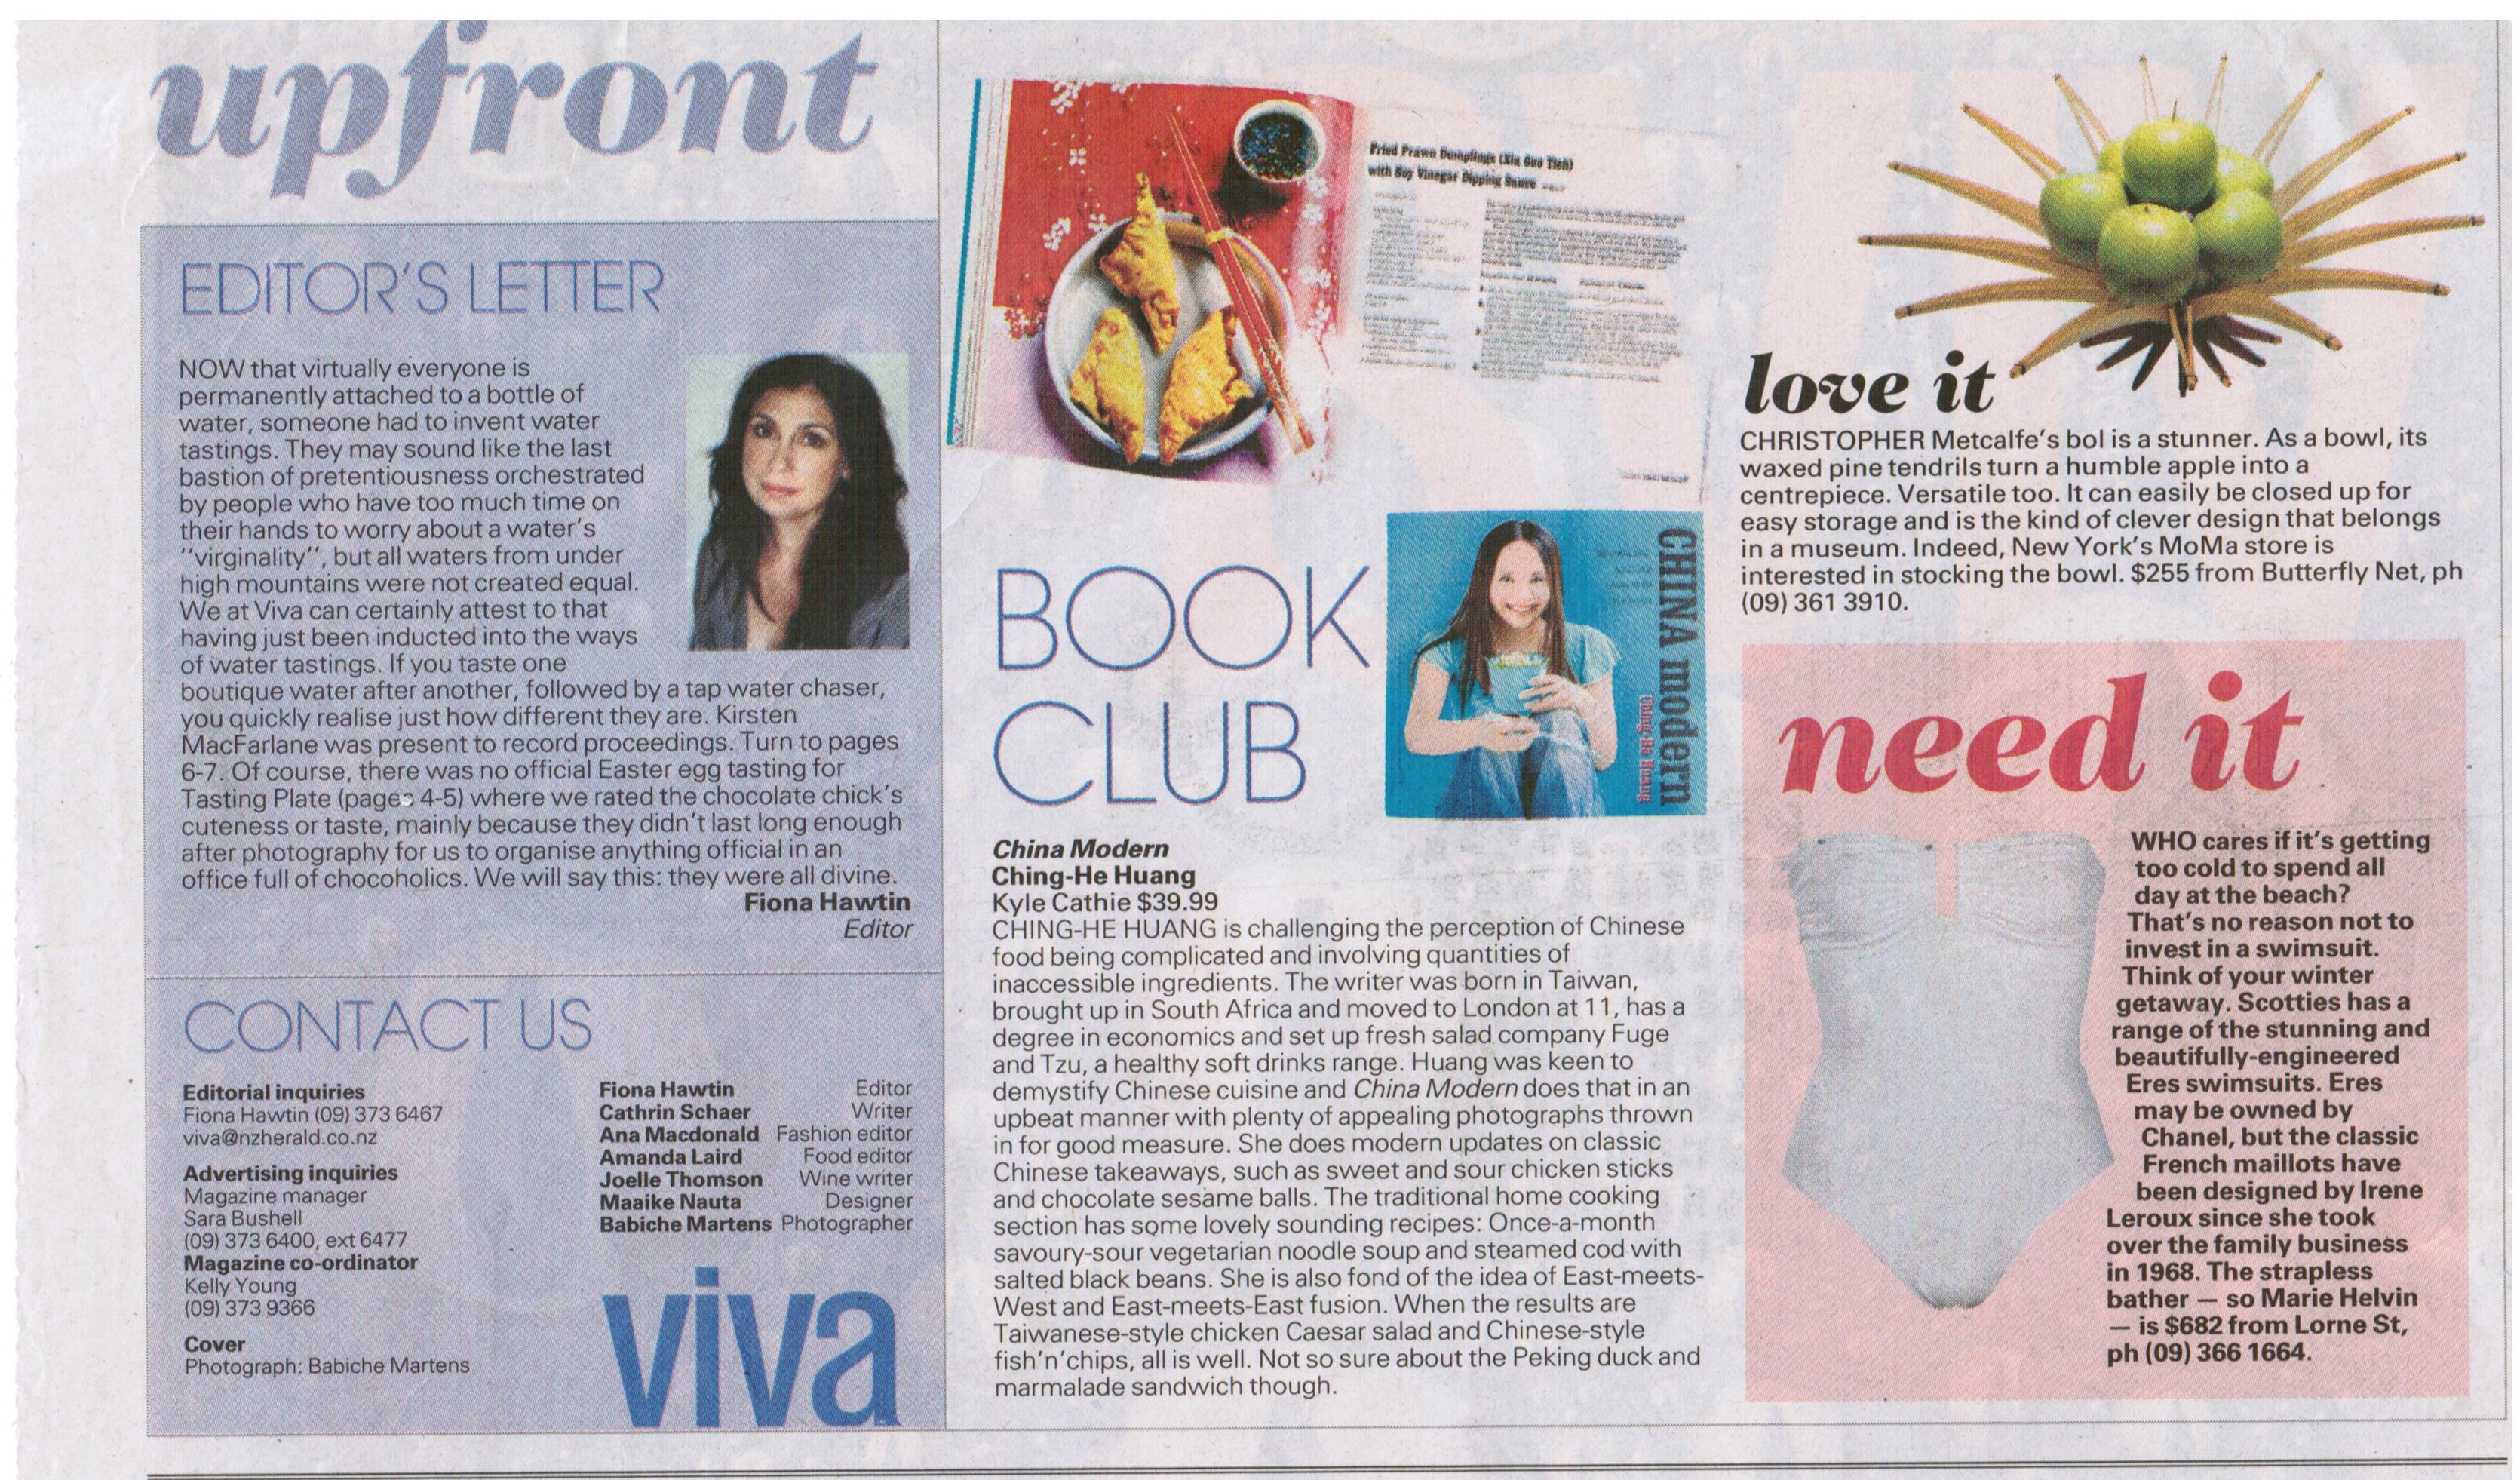 upfront
EDITOR'S LETTER
NOW that virtually everyone is
permanently attached to a bottle of
water, someone had to invent water
tastings. They may sound like the last
bastion of pretentiousness orchestrated
by people who have too much time on
their hands to worry about a water's
''virginality'', but all waters from under
high mountains were not created equal.
We at Viva can certainly attest to that
having just been inducted into the ways
of water tastings. If you taste one
boutique water after another, followed by a tap water chaser,
you quickly realise just how different they are. Kirsten
MacFarlane was present to record proceedings. Turn to pages
6-7. Of course, there was no official Easter egg tasting for
Tasting Plate (pages 4-5) where we rated the chocolate chick's
cuteness or taste, mainly because they didn't last long enough
after photography for us to organise anything official in an
office full of chocoholics. We will say this: they were all divine.
Fiona Hawtin
Editor
CONTACT US
Editorial inquiries
Fiona Hawtin (09) 373 6467
viva@nzherald.co.nz
Advertising inquiries
Magazine manager
Sara Bushell
(09) 373 6400, ext 6477
Magazine co-ordinator
Kelly Young
(09) 373 9366
Cover
Photograph: Babiche Martens
Fiona Hawtin Editor
Cathrin Schaer Writer
Ana Macdonald Fashion editor
Amanda Laird Food editor
Joelle Thomson Wine writer
Maaike Nauta Designer
Babiche Martens Photographer
viva
Fried Prawn Dumplings (Xia Guo Tieh)
with Soy Vinegar Dipping Sauce
BOOK
CLUB
CHINA modern
Ching-He Huang
China Modern
Ching-He Huang
Kyle Cathie $39.99
CHING-HE HUANG is challenging the perception of Chinese
food being complicated and involving quantities of
inaccessible ingredients. The writer was born in Taiwan,
brought up in South Africa and moved to London at 11, has a
degree in economics and set up fresh salad company Fuge
and Tzu, a healthy soft drinks range. Huang was keen to
demystify Chinese cuisine and China Modern does that in an
upbeat manner with plenty of appealing photographs thrown
in for good measure. She does modern updates on classic
Chinese takeaways, such as sweet and sour chicken sticks
and chocolate sesame balls. The traditional home cooking
section has some lovely sounding recipes: Once-a-month
savoury-sour vegetarian noodle soup and steamed cod with
salted black beans. She is also fond of the idea of East-meets-
West and East-meets-East fusion. When the results are
Taiwanese-style chicken Caesar salad and Chinese-style
fish'n'chips, all is well. Not so sure about the Peking duck and
marmalade sandwich though.
love it
CHRISTOPHER Metcalfe's bol is a stunner. As a bowl, its
waxed pine tendrils turn a humble apple into a
centrepiece. Versatile too. It can easily be closed up for
easy storage and is the kind of clever design that belongs
in a museum. Indeed, New York's MoMa store is
interested in stocking the bowl. $255 from Butterfly Net, ph
(09) 361 3910.
need it
WHO cares if it's getting
too cold to spend all
day at the beach?
That's no reason not to
invest in a swimsuit.
Think of your winter
getaway. Scotties has a
range of the stunning and
beautifully-engineered
Eres swimsuits. Eres
may be owned by
Chanel, but the classic
French maillots have
been designed by Irene
Leroux since she took
over the family business
in 1968. The strapless
bather — so Marie Helvin
— is $682 from Lorne St,
ph (09) 366 1664.